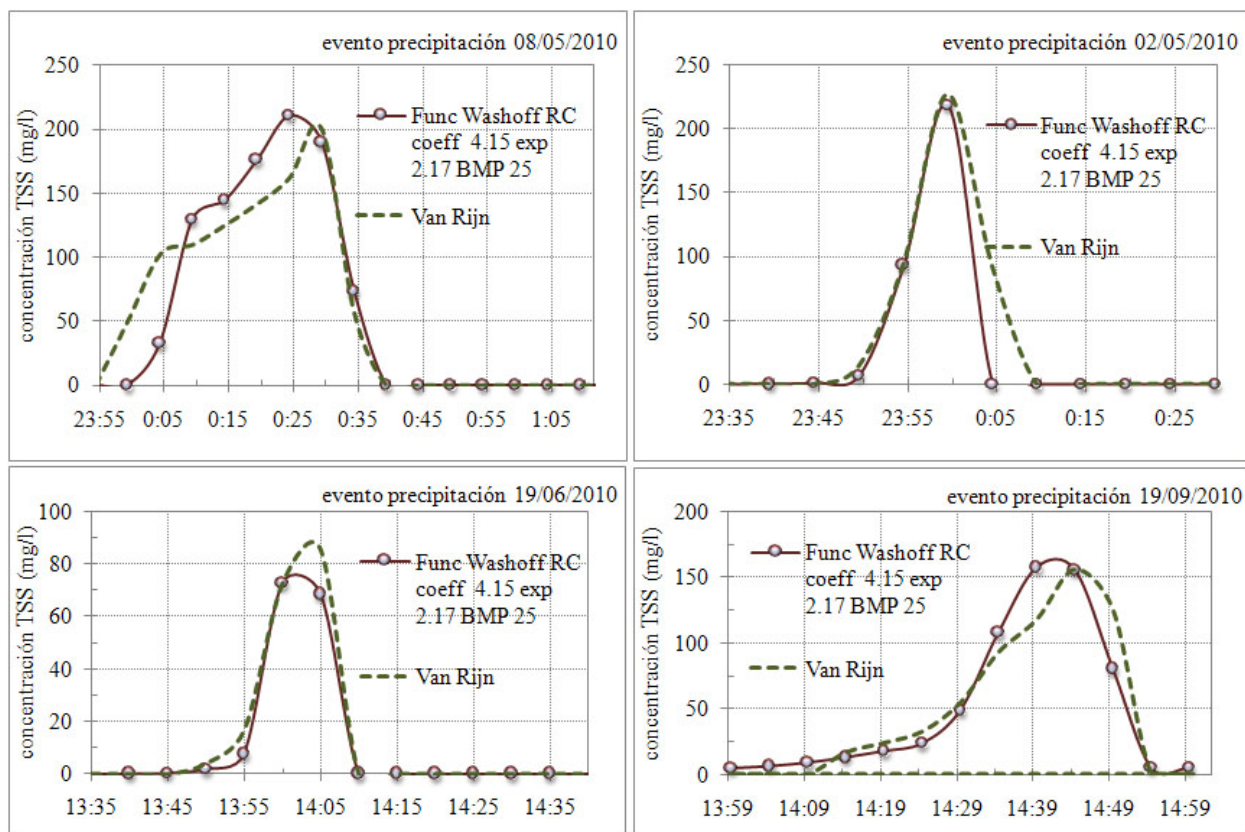 evento precipitación 08/05/2010
concentración TSS (mg/l)
250
200
150
100
50
0
Func Washoff RC
coeff 4.15 exp
2.17 BMP 25
Van Rijn
23:55 0:05 0:15 0:25 0:35 0:45 0:55 1:05
evento precipitación 02/05/2010
concentración TSS (mg/l)
250
200
150
100
50
0
Func Washoff RC
coeff 4.15 exp
2.17 BMP 25
Van Rijn
23:35 23:45 23:55 0:05 0:15 0:25
evento precipitación 19/06/2010
concentración TSS (mg/l)
100
80
60
40
20
0
Func Washoff RC
coeff 4.15 exp
2.17 BMP 25
Van Rijn
13:35 13:45 13:55 14:05 14:15 14:25 14:35
evento precipitación 19/09/2010
concentración TSS (mg/l)
200
150
100
50
0
Func Washoff RC
coeff 4.15 exp
2.17 BMP 25
Van Rijn
13:59 14:09 14:19 14:29 14:39 14:49 14:59